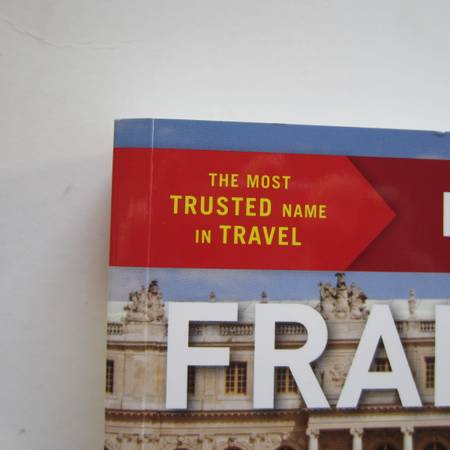 THE MOST
TRUSTED NAME
IN TRAVEL
FRA